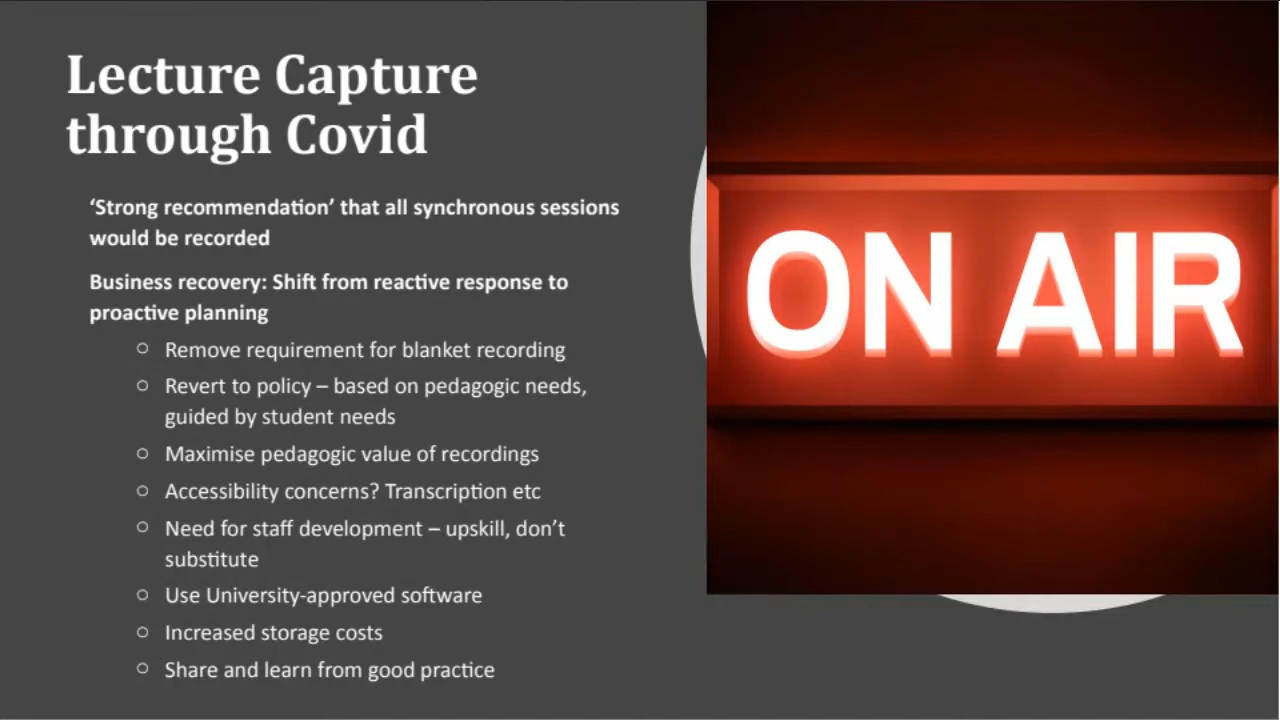 Lecture Capture
through Covid
‘Strong recommendation’ that all synchronous sessions
would be recorded
Business recovery: Shift from reactive response to
proactive planning
○ Remove requirement for blanket recording
○ Revert to policy – based on pedagogic needs,
guided by student needs
○ Maximise pedagogic value of recordings
○ Accessibility concerns? Transcription etc
○ Need for staff development – upskill, don’t
substitute
○ Use University-approved software
○ Increased storage costs
○ Share and learn from good practice
ON AIR